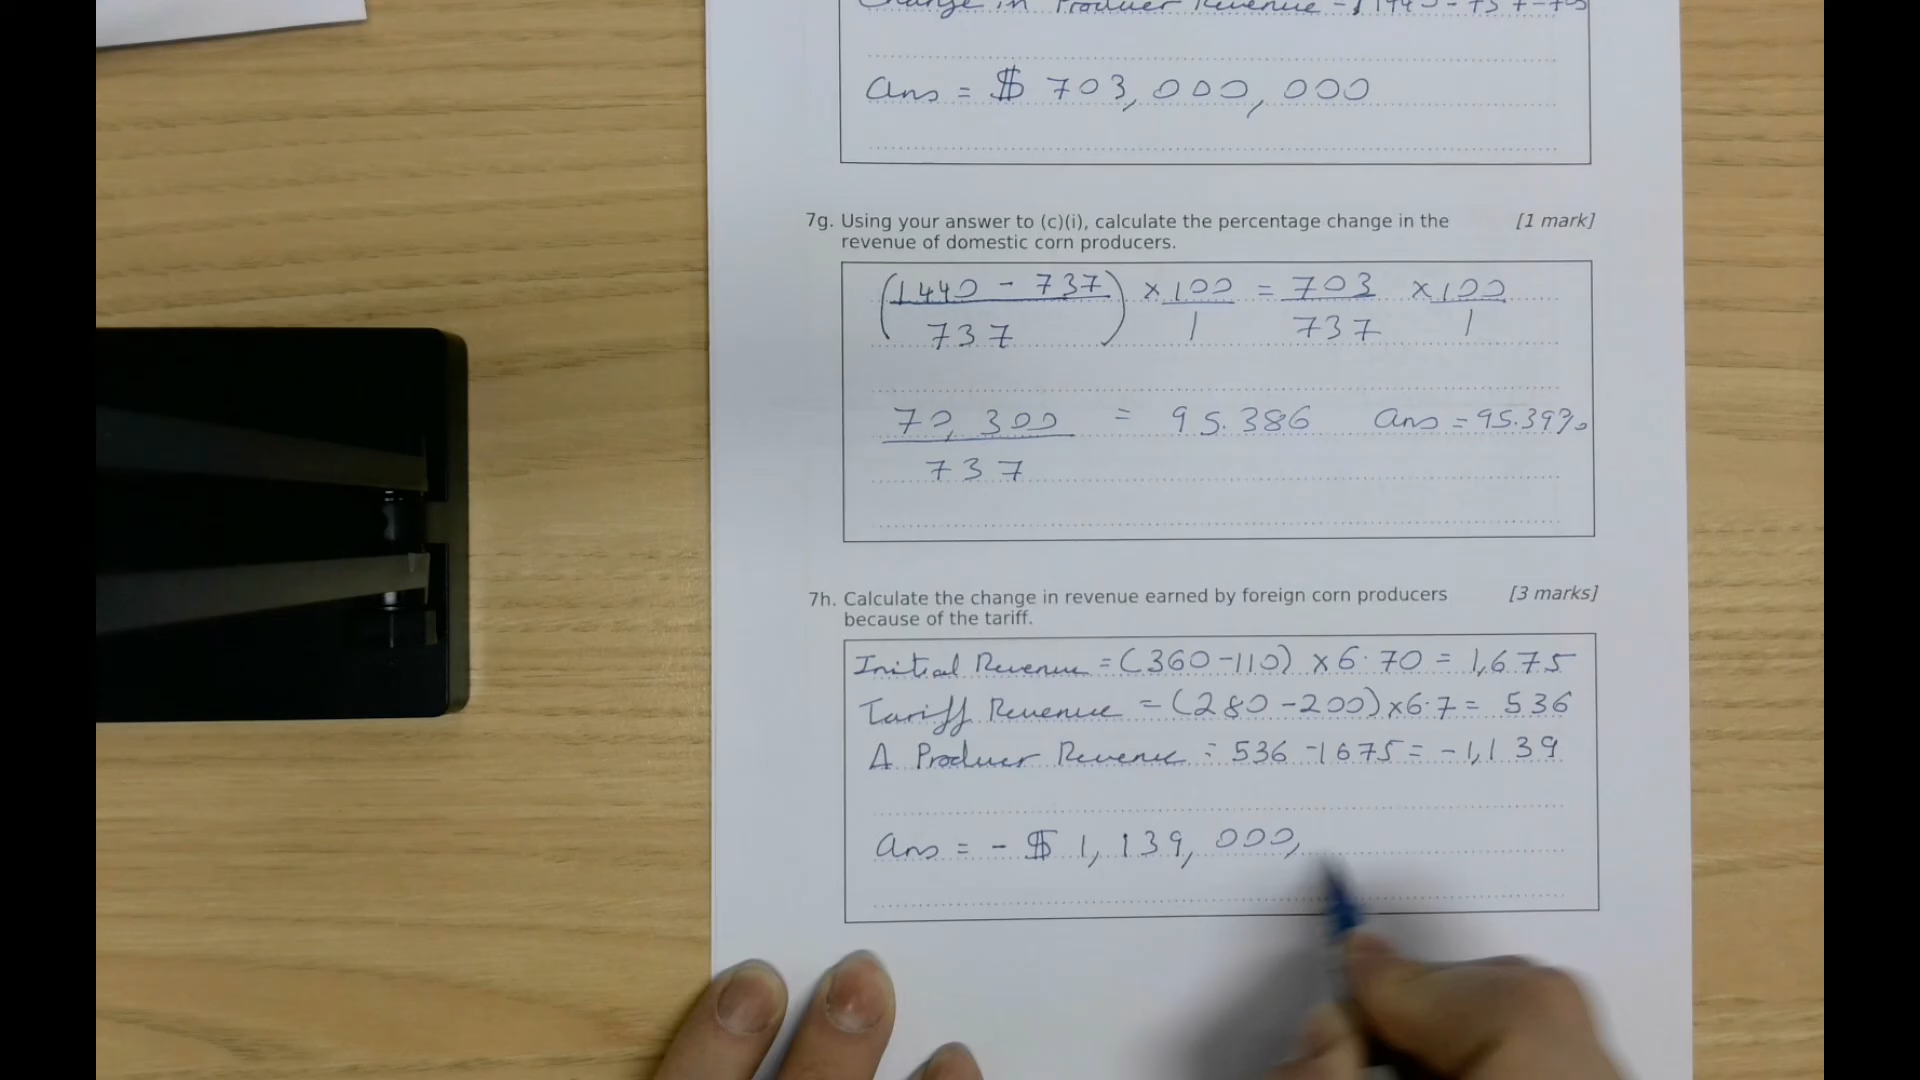 Change in Producer Revenue
Ans = $ 703,000,000
7g. Using your answer to (c)(i), calculate the percentage change in the [1 mark]
revenue of domestic corn producers.
(1440 - 737) × 100 = 703 × 100
737 1 737 1
70,300 = 95.386 Ans = 95.39%
737
7h. Calculate the change in revenue earned by foreign corn producers [3 marks]
because of the tariff.
Initial Revenue = (360 - 110) × 6.70 = 1,675
Tariff Revenue = (280 - 200) × 6.7 = 536
Δ Producer Revenue = 536 - 1675 = -1,139
Ans = - $ 1,139,000,